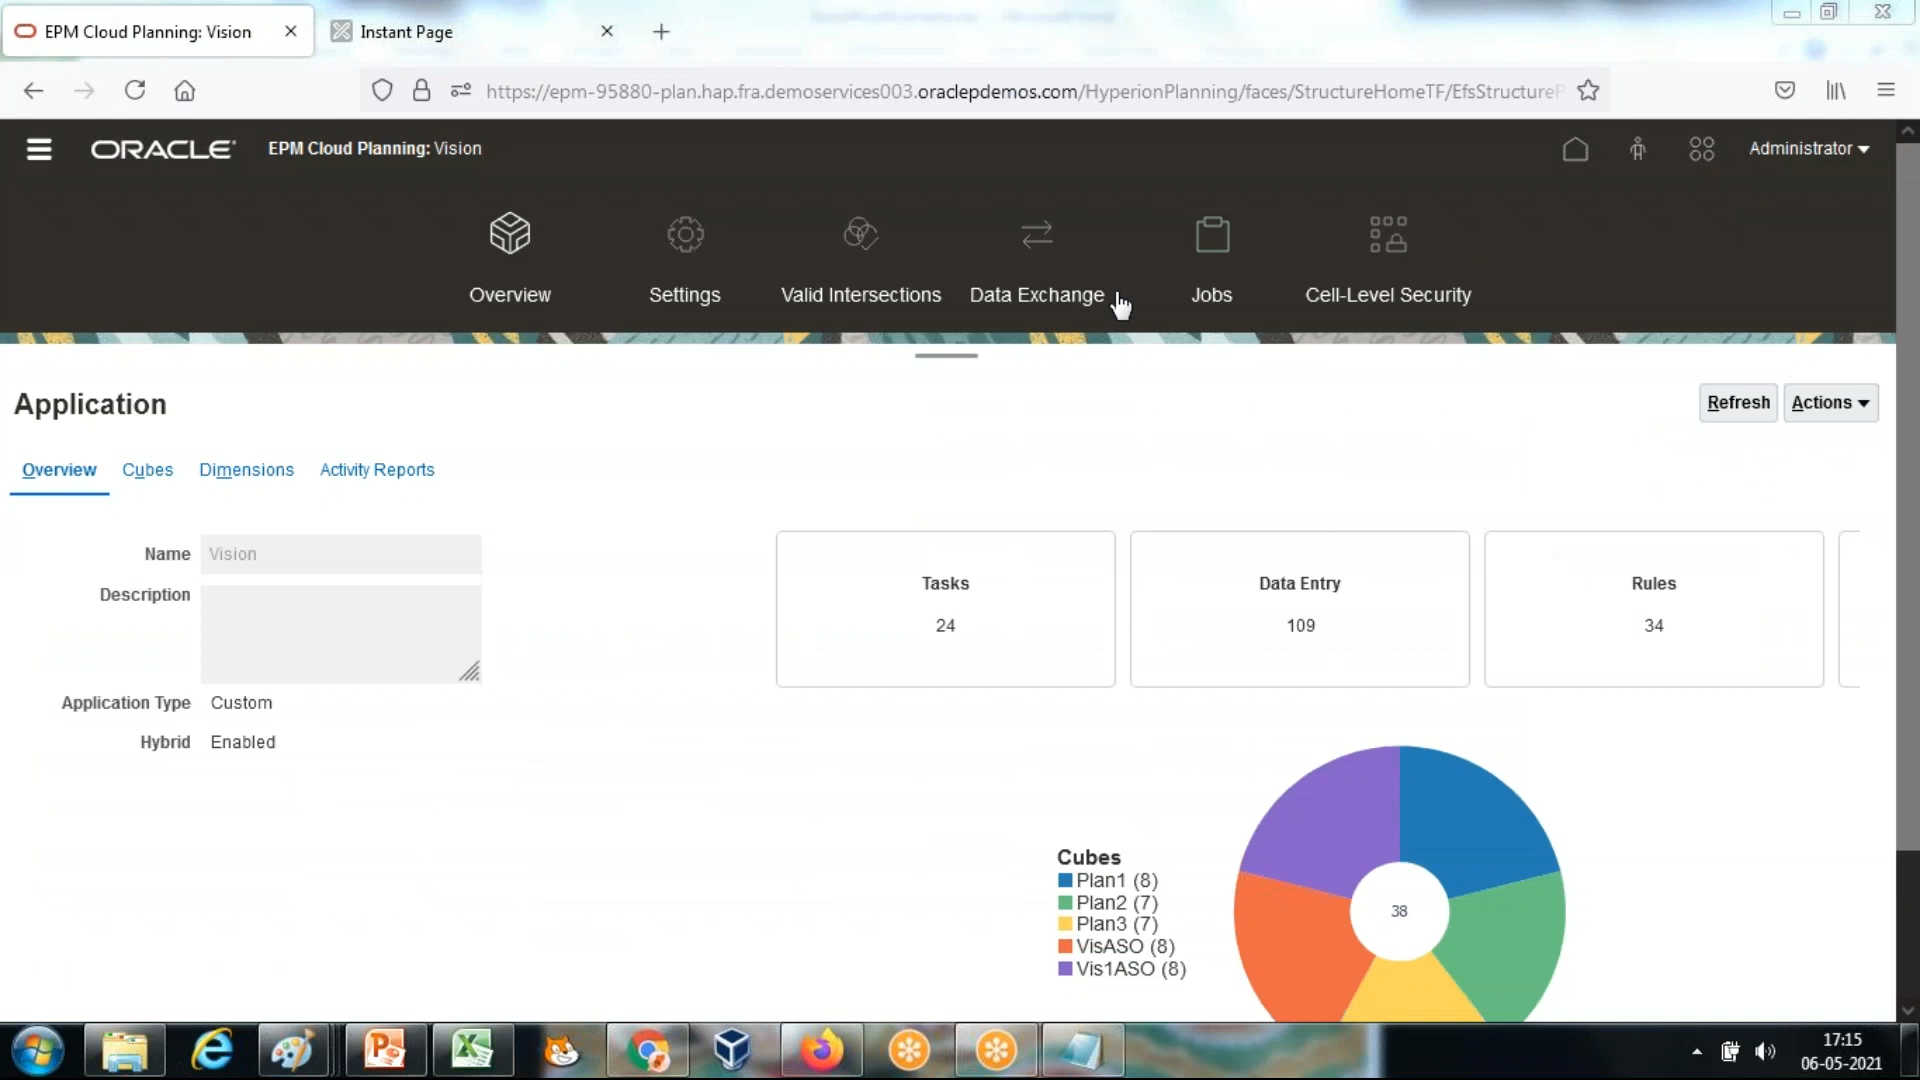 EPM Cloud Planning: Vision
Instant Page
https://epm-95880-plan.hap.fra.demoservices003.oraclepdemos.com/HyperionPlanning/faces/StructureHomeTF/EfsStructureP
ORACLE EPM Cloud Planning: Vision Administrator
Overview Settings Valid Intersections Data Exchange Jobs Cell-Level Security
Application
Refresh Actions
Overview Cubes Dimensions Activity Reports
Name Vision
Description
Application Type Custom
Hybrid Enabled
Tasks
24
Data Entry
109
Rules
34
Cubes
Plan1 (8)
Plan2 (7)
Plan3 (7)
VisASO (8)
Vis1ASO (8)
38
17:15
06-05-2021